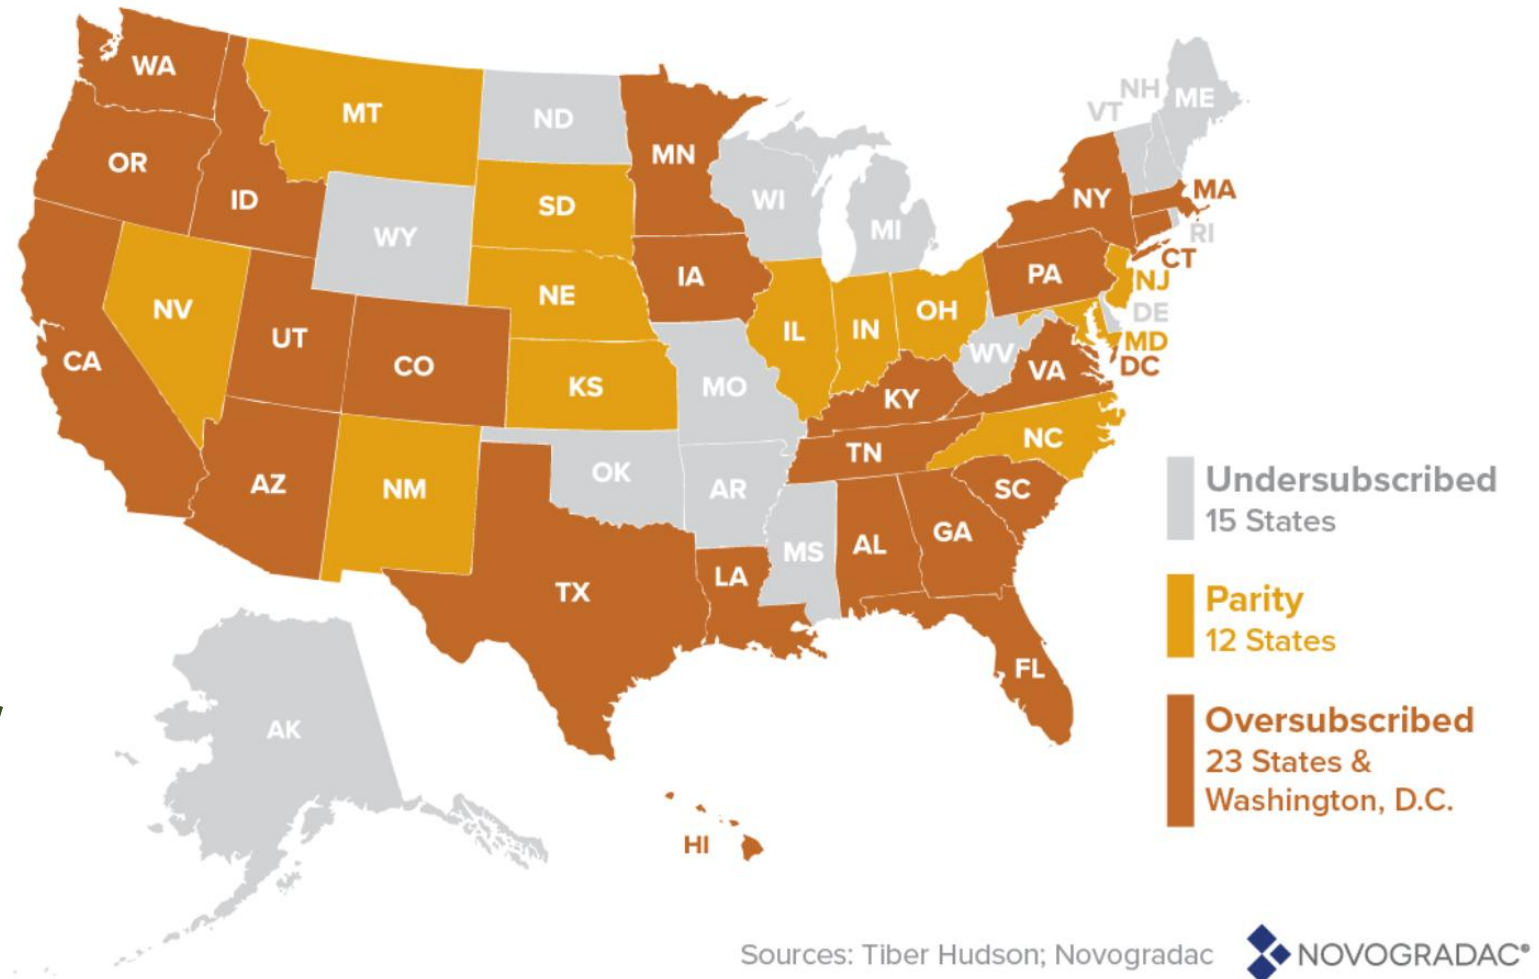 WA
MT
ND
MN
OR
ID
SD
WI
MI
NH
VT
ME
WY
NY
MA
RI
CT
IA
NE
PA
NJ
NV
UT
CO
IL
IN
OH
DE
MD
DC
WV
VA
CA
KS
MO
KY
NC
TN
AZ
NM
OK
AR
SC
MS
AL
GA
TX
LA
FL
AK
HI
Undersubscribed
15 States
Parity
12 States
Oversubscribed
23 States &
Washington, D.C.
Sources: Tiber Hudson; Novogradac
NOVOGRADAC®